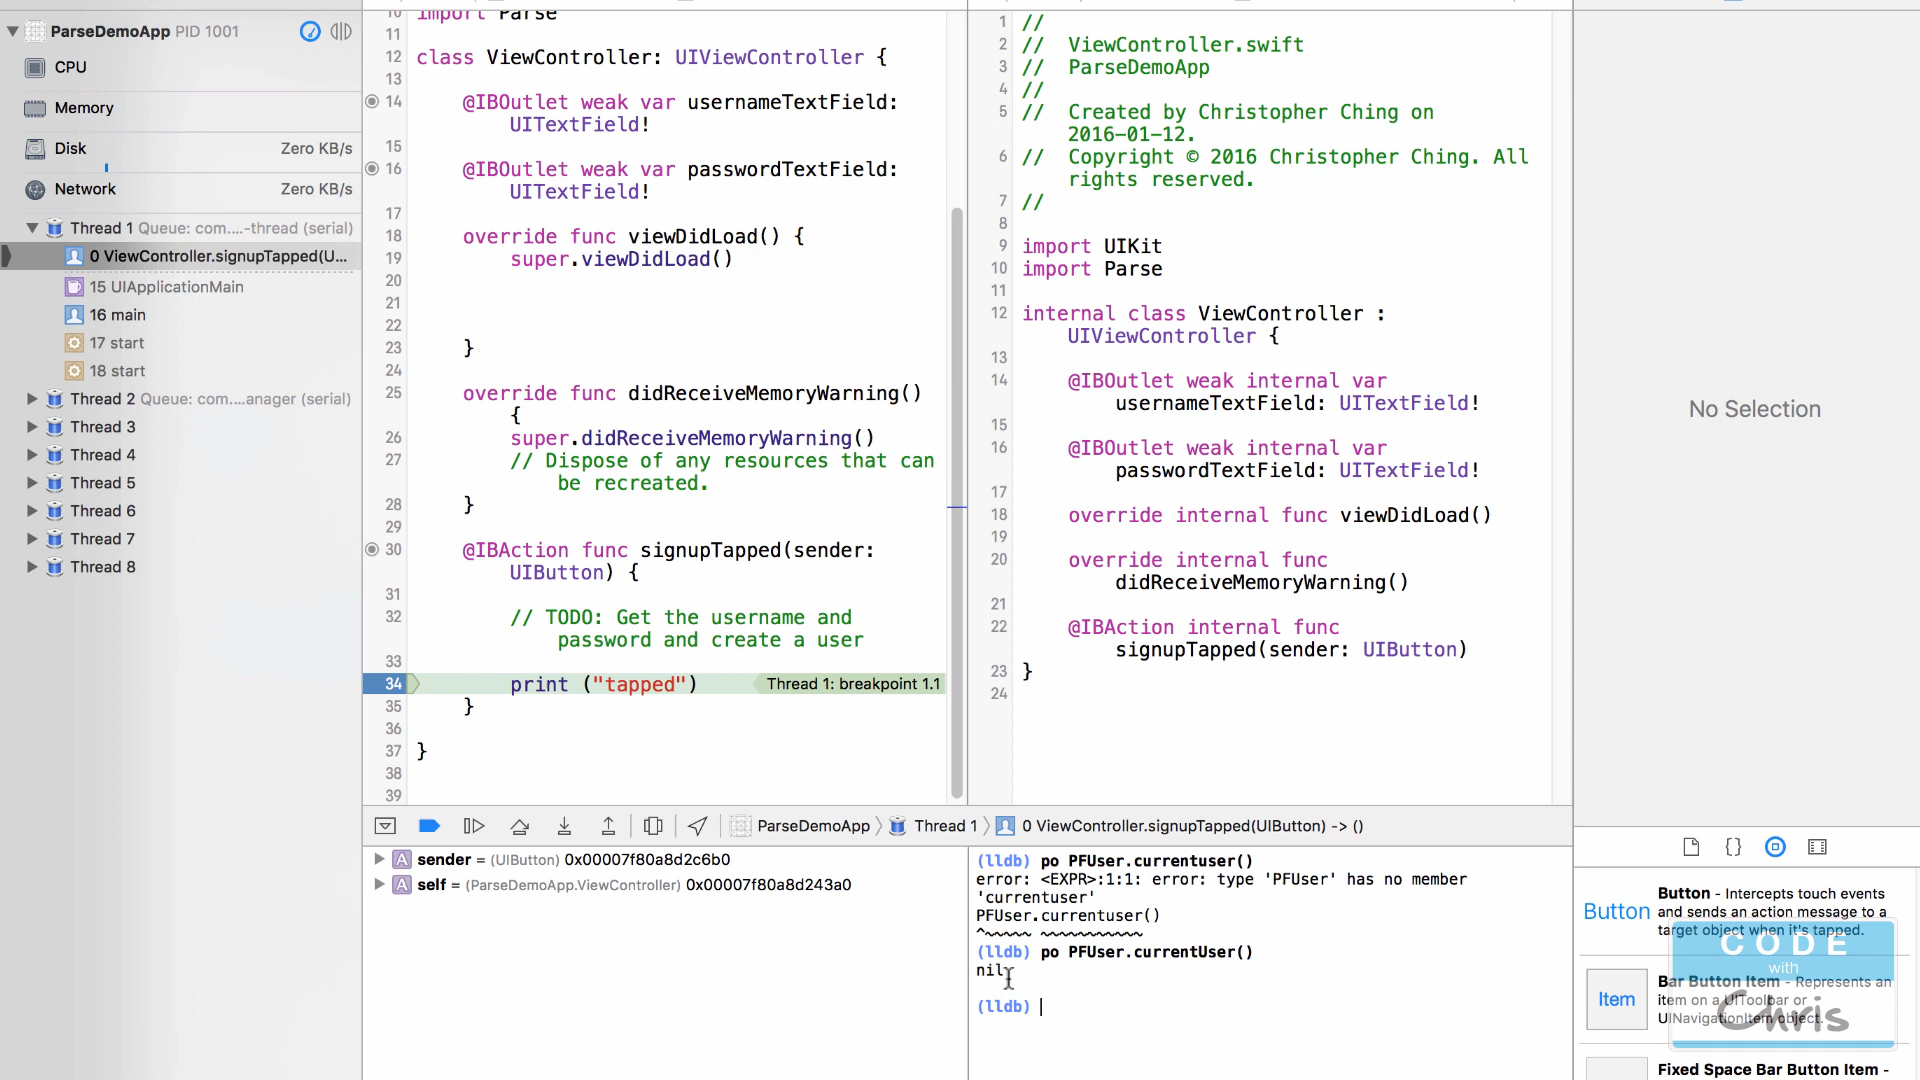 ParseDemoApp PID 1001
CPU
Memory
Disk Zero KB/s
Network Zero KB/s
Thread 1 Queue: com....-thread (serial)
0 ViewController.signupTapped(U...
15 UIApplicationMain
16 main
17 start
18 start
Thread 2 Queue: com....anager (serial)
Thread 3
Thread 4
Thread 5
Thread 6
Thread 7
Thread 8
10 import Parse
11
12 class ViewController: UIViewController {
13
14 @IBOutlet weak var usernameTextField:
UITextField!
15
16 @IBOutlet weak var passwordTextField:
UITextField!
17
18 override func viewDidLoad() {
19 super.viewDidLoad()
20
21
22
23 }
24
25 override func didReceiveMemoryWarning()
{
26 super.didReceiveMemoryWarning()
27 // Dispose of any resources that can
be recreated.
28 }
29
30 @IBAction func signupTapped(sender:
UIButton) {
31
32 // TODO: Get the username and
password and create a user
33
34 print ("tapped") Thread 1: breakpoint 1.1
35 }
36
37 }
38
39
1 //
2 // ViewController.swift
3 // ParseDemoApp
4 //
5 // Created by Christopher Ching on
2016-01-12.
6 // Copyright © 2016 Christopher Ching. All
rights reserved.
7 //
8
9 import UIKit
10 import Parse
11
12 internal class ViewController :
UIViewController {
13
14 @IBOutlet weak internal var
usernameTextField: UITextField!
15
16 @IBOutlet weak internal var
passwordTextField: UITextField!
17
18 override internal func viewDidLoad()
19
20 override internal func
didReceiveMemoryWarning()
21
22 @IBAction internal func
signupTapped(sender: UIButton)
23 }
24
No Selection
ParseDemoApp Thread 1 0 ViewController.signupTapped(UIButton) -> ()
A sender = (UIButton) 0x00007f80a8d2c6b0
A self = (ParseDemoApp.ViewController) 0x00007f80a8d243a0
(lldb) po PFUser.currentuser()
error: <EXPR>:1:1: error: type 'PFUser' has no member
'currentuser'
PFUser.currentuser()
^~~~~~ ~~~~~~~~~~~
(lldb) po PFUser.currentUser()
nil
(lldb)
Button
Button - Intercepts touch events
and sends an action message to a
target object when it's tapped.
Item
Bar Button Item - Represents an
item on a UIToolbar or
UINavigationItem object.
Fixed Space Bar Button Item -
CODE
with
Chris